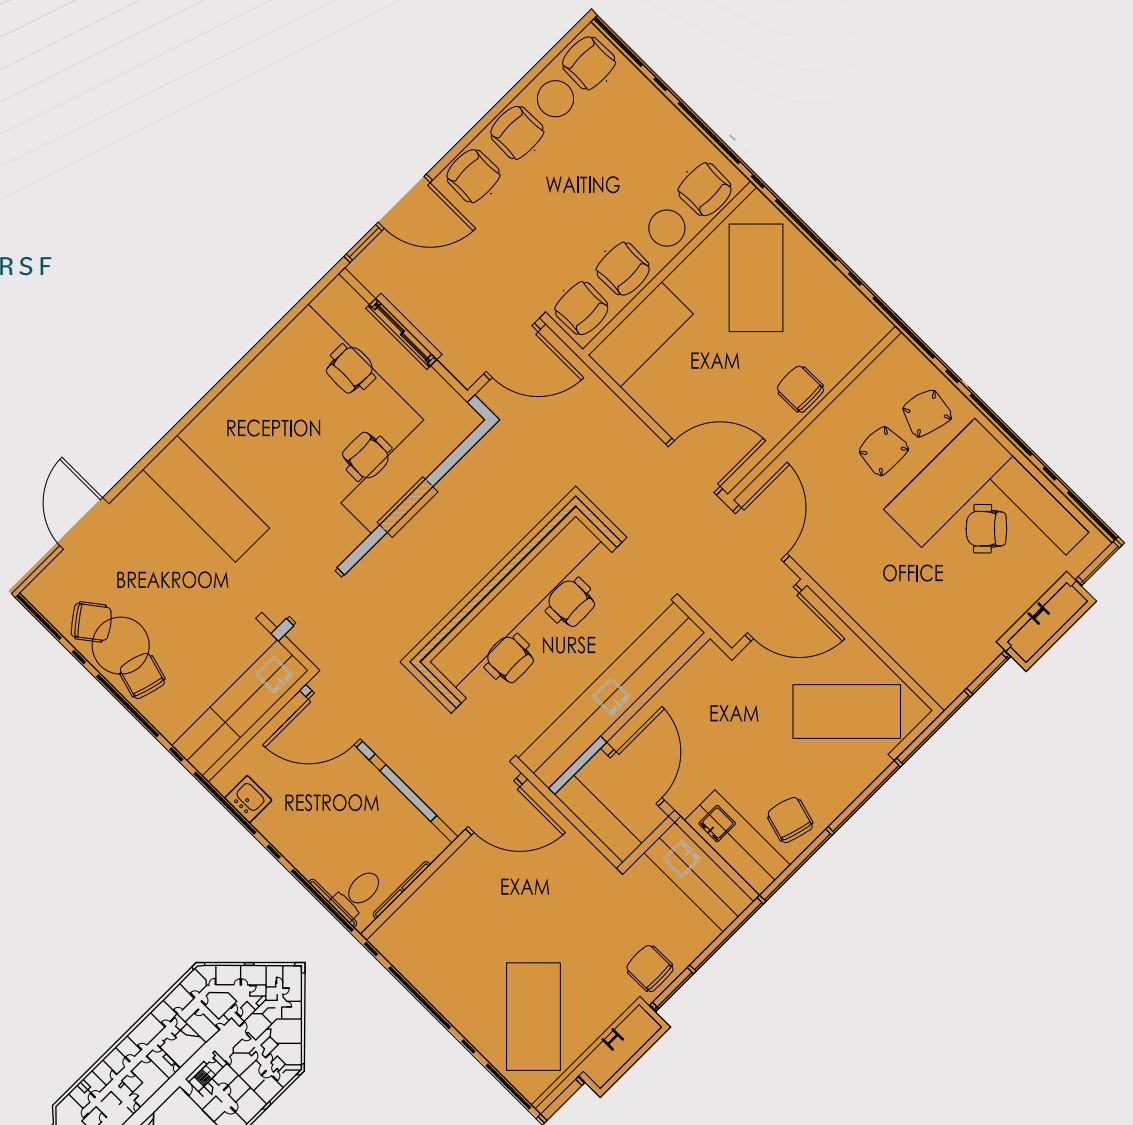 WAITING
RSF
EXAM
RECEPTION
BREAKROOM
OFFICE
NURSE
EXAM
RESTROOM
EXAM